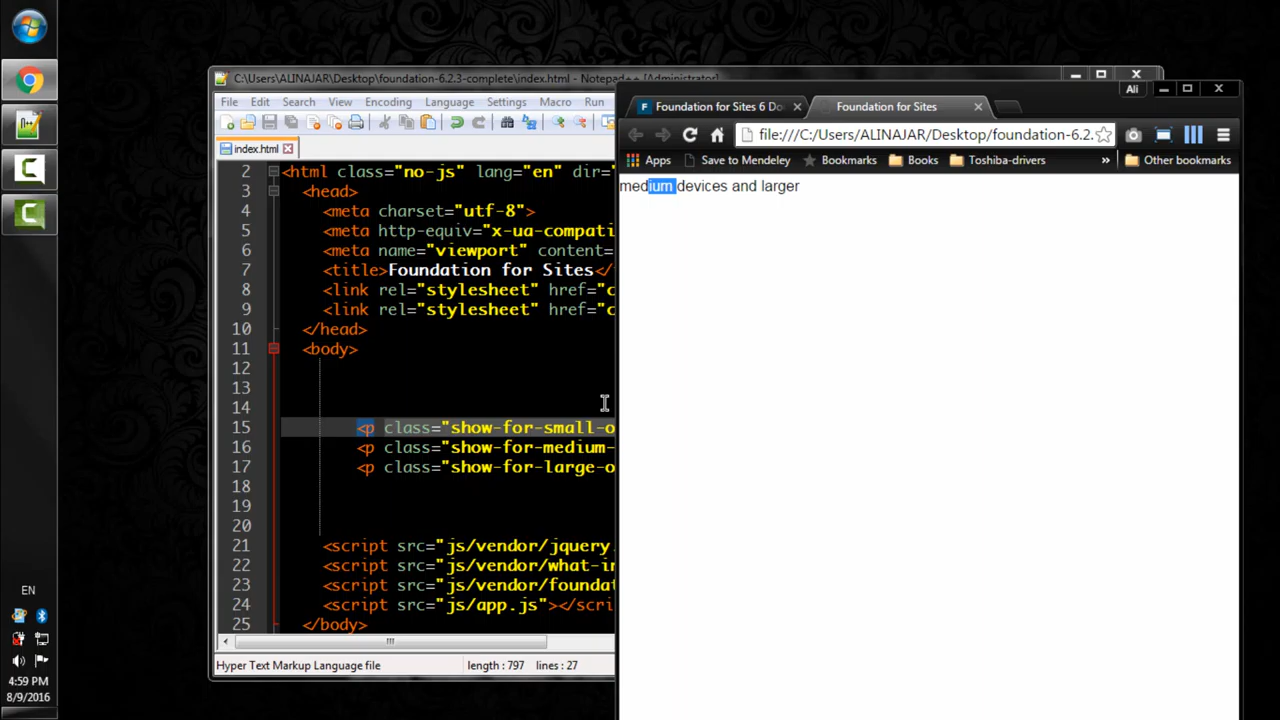 C:\Users\ALINAJAR\Desktop\foundation-6.2.3-complete\index.html - Notepad++ [Administrator]
File Edit Search View Encoding Language Settings Macro Run
index.html
2 <html class="no-js" lang="en" dir="
3 <head>
4 <meta charset="utf-8">
5 <meta http-equiv="x-ua-compati
6 <meta name="viewport" content=
7 <title>Foundation for Sites</
8 <link rel="stylesheet" href="c
9 <link rel="stylesheet" href="c
10 </head>
11 <body>
12
13
14
15 <p class="show-for-small-o
16 <p class="show-for-medium-
17 <p class="show-for-large-o
18
19
20
21 <script src="js/vendor/jquery.
22 <script src="js/vendor/what-in
23 <script src="js/vendor/foundat
24 <script src="js/app.js"></scri
25 </body>
Hyper Text Markup Language file length : 797 lines : 27
Ali
Foundation for Sites 6 Do
Foundation for Sites
file:///C:/Users/ALINAJAR/Desktop/foundation-6.2.
Apps Save to Mendeley Bookmarks Books Toshiba-drivers » Other bookmarks
medium devices and larger
EN
4:59 PM
8/9/2016